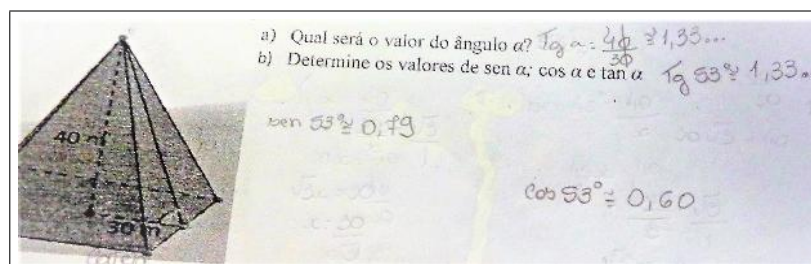 a) Qual será o valor do ângulo α? Tg α = 40/30 ≅ 1,33...
b) Determine os valores de sen α; cos α e tan α Tg 53° ≅ 1,33..
sen 53° ≅ 0,79
40 m
cos 53° ≅ 0,60
30 m